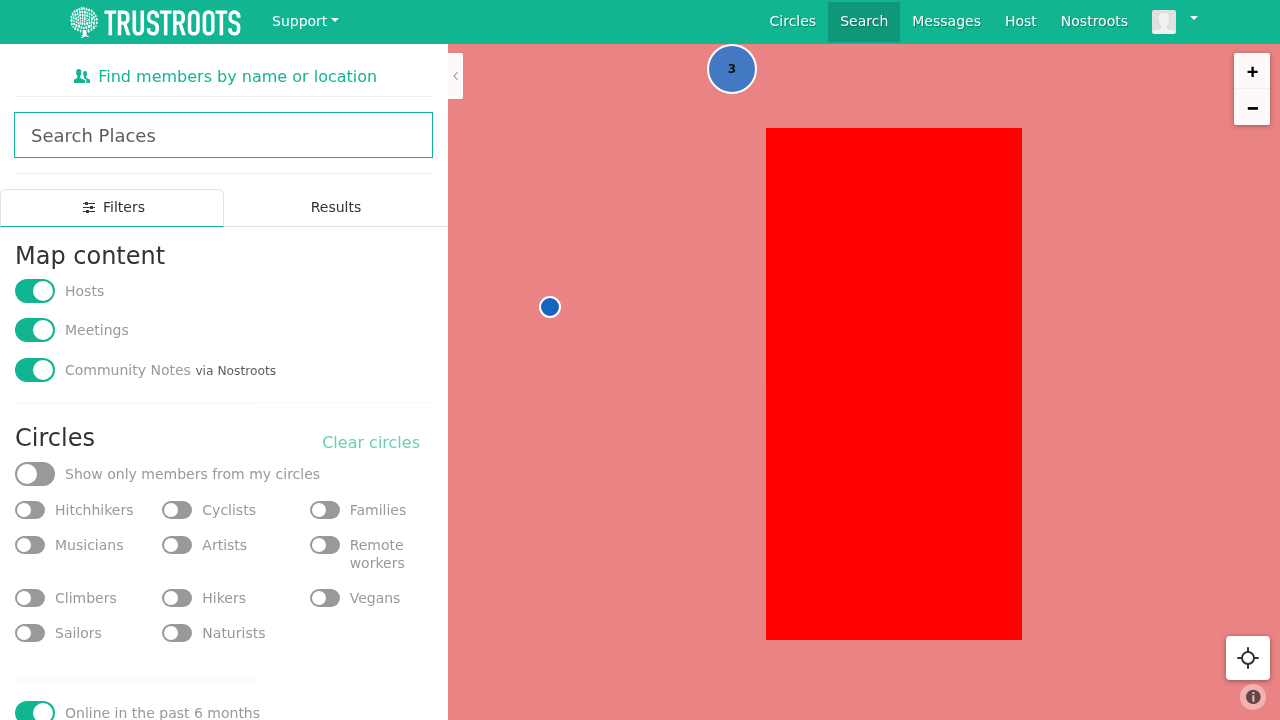 TRUSTROOTS
Support
Circles
Search
Messages
Host
Nostroots
Find members by name or location
Search Places
Filters
Results
Map content
Hosts
Meetings
Community Notes via Nostroots
Circles
Clear circles
Show only members from my circles
Hitchhikers
Cyclists
Families
Musicians
Artists
Remote
workers
Climbers
Hikers
Vegans
Sailors
Naturists
Online in the past 6 months
3
+
−